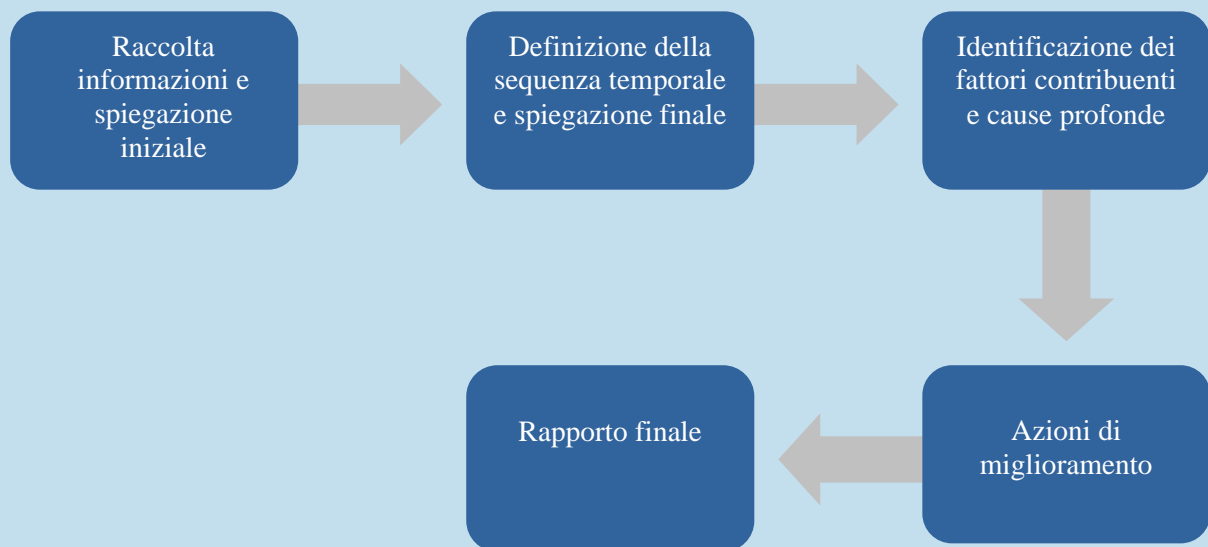 Raccolta
informazioni e
spiegazione
iniziale
Definizione della
sequenza temporale
e spiegazione finale
Identificazione dei
fattori contribuenti
e cause profonde
Azioni di
miglioramento
Rapporto finale